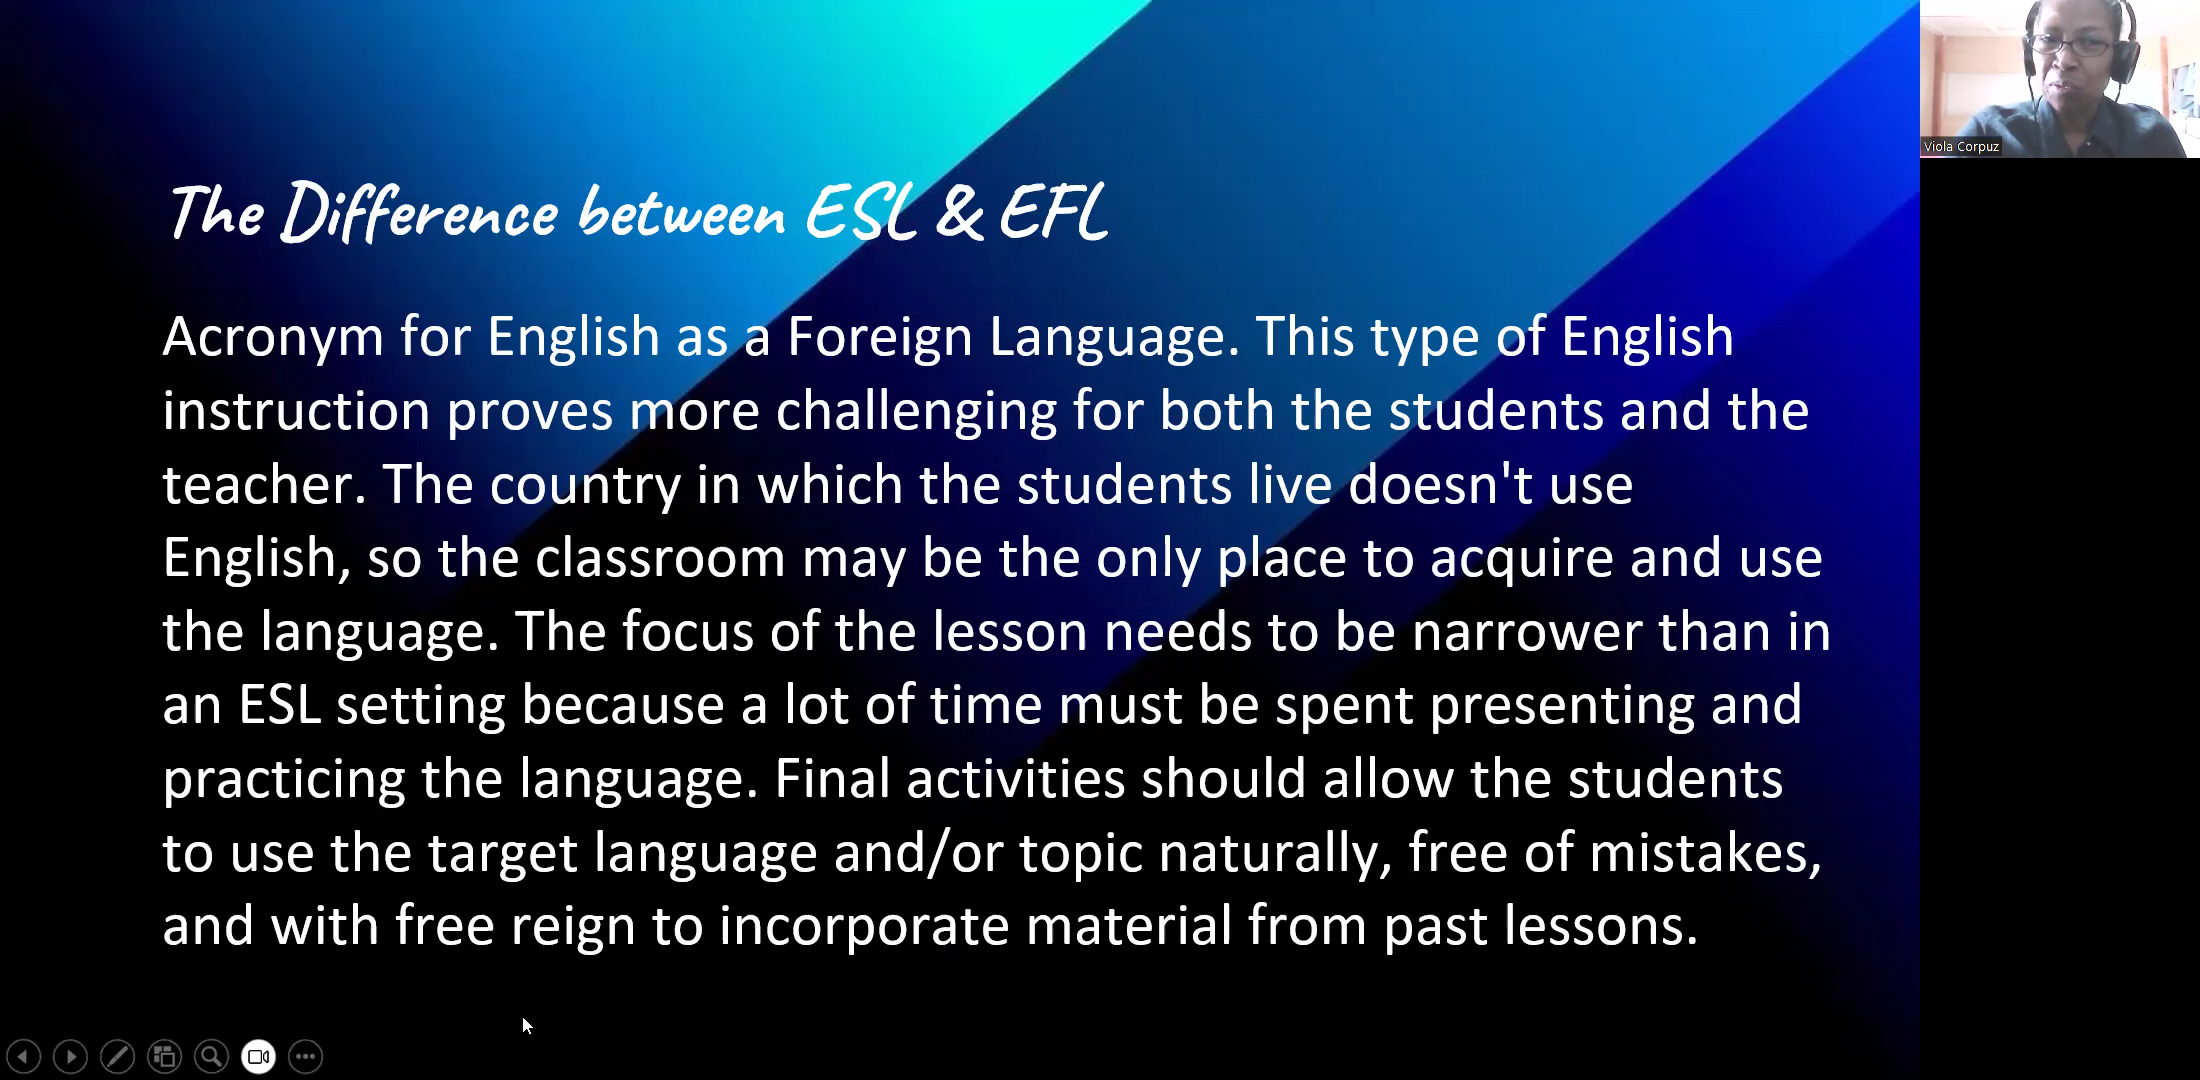 The Difference between ESL & EFL
Acronym for English as a Foreign Language. This type of English
instruction proves more challenging for both the students and the
teacher. The country in which the students live doesn't use
English, so the classroom may be the only place to acquire and use
the language. The focus of the lesson needs to be narrower than in
an ESL setting because a lot of time must be spent presenting and
practicing the language. Final activities should allow the students
to use the target language and/or topic naturally, free of mistakes,
and with free reign to incorporate material from past lessons.
Viola Corpuz